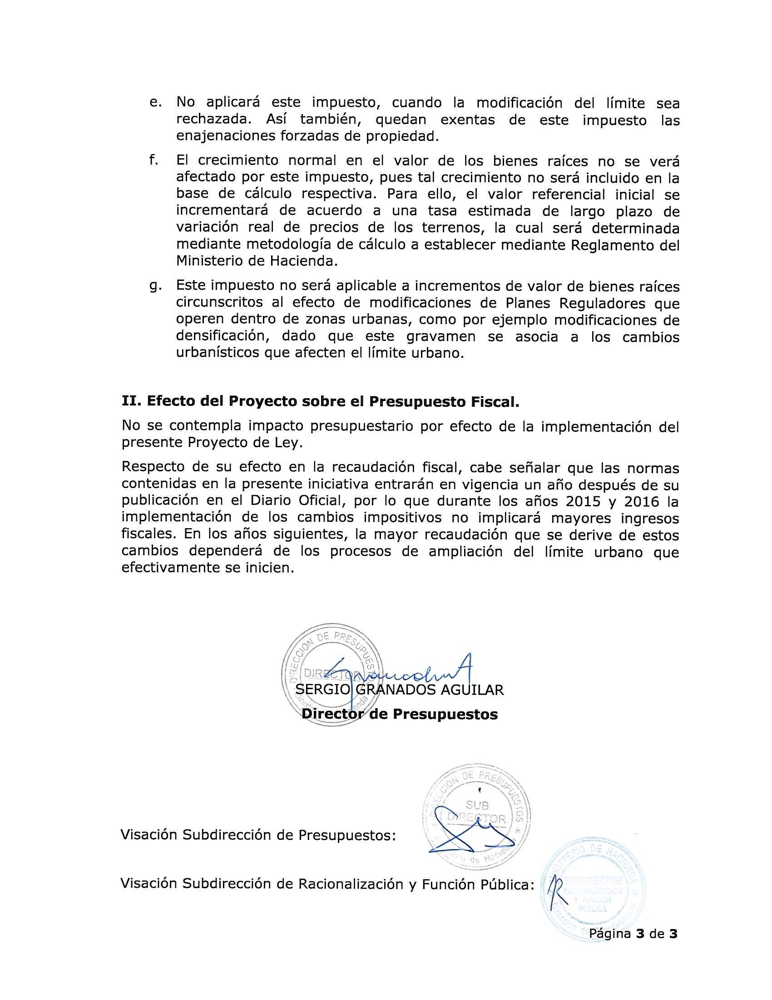 e. No aplicará este impuesto, cuando la modificación del límite sea
rechazada. Así también, quedan exentas de este impuesto las
enajenaciones forzadas de propiedad.
f. El crecimiento normal en el valor de los bienes raíces no se verá
afectado por este impuesto, pues tal crecimiento no será incluido en la
base de cálculo respectiva. Para ello, el valor referencial inicial se
incrementará de acuerdo a una tasa estimada de largo plazo de
variación real de precios de los terrenos, la cual será determinada
mediante metodología de cálculo a establecer mediante Reglamento del
Ministerio de Hacienda.
g. Este impuesto no será aplicable a incrementos de valor de bienes raíces
circunscritos al efecto de modificaciones de Planes Reguladores que
operen dentro de zonas urbanas, como por ejemplo modificaciones de
densificación, dado que este gravamen se asocia a los cambios
urbanísticos que afecten el límite urbano.
II. Efecto del Proyecto sobre el Presupuesto Fiscal.
No se contempla impacto presupuestario por efecto de la implementación del
presente Proyecto de Ley.
Respecto de su efecto en la recaudación fiscal, cabe señalar que las normas
contenidas en la presente iniciativa entrarán en vigencia un año después de su
publicación en el Diario Oficial, por lo que durante los años 2015 y 2016 la
implementación de los cambios impositivos no implicará mayores ingresos
fiscales. En los años siguientes, la mayor recaudación que se derive de estos
cambios dependerá de los procesos de ampliación del límite urbano que
efectivamente se inicien.
DIRECCION DE PRESUPUESTOS
DIRECTOR
SERGIO GRANADOS AGUILAR
Director de Presupuestos
DIRECCION DE PRESUPUESTOS
SUB
DIRECTOR
de Hacienda
Visación Subdirección de Presupuestos:
MINISTERIO DE HACIENDA
SUBDIRECTOR
RACIONALIZACION
Y FUNCION
PUBLICA
Dirección de Presupuestos
Visación Subdirección de Racionalización y Función Pública:
Página 3 de 3